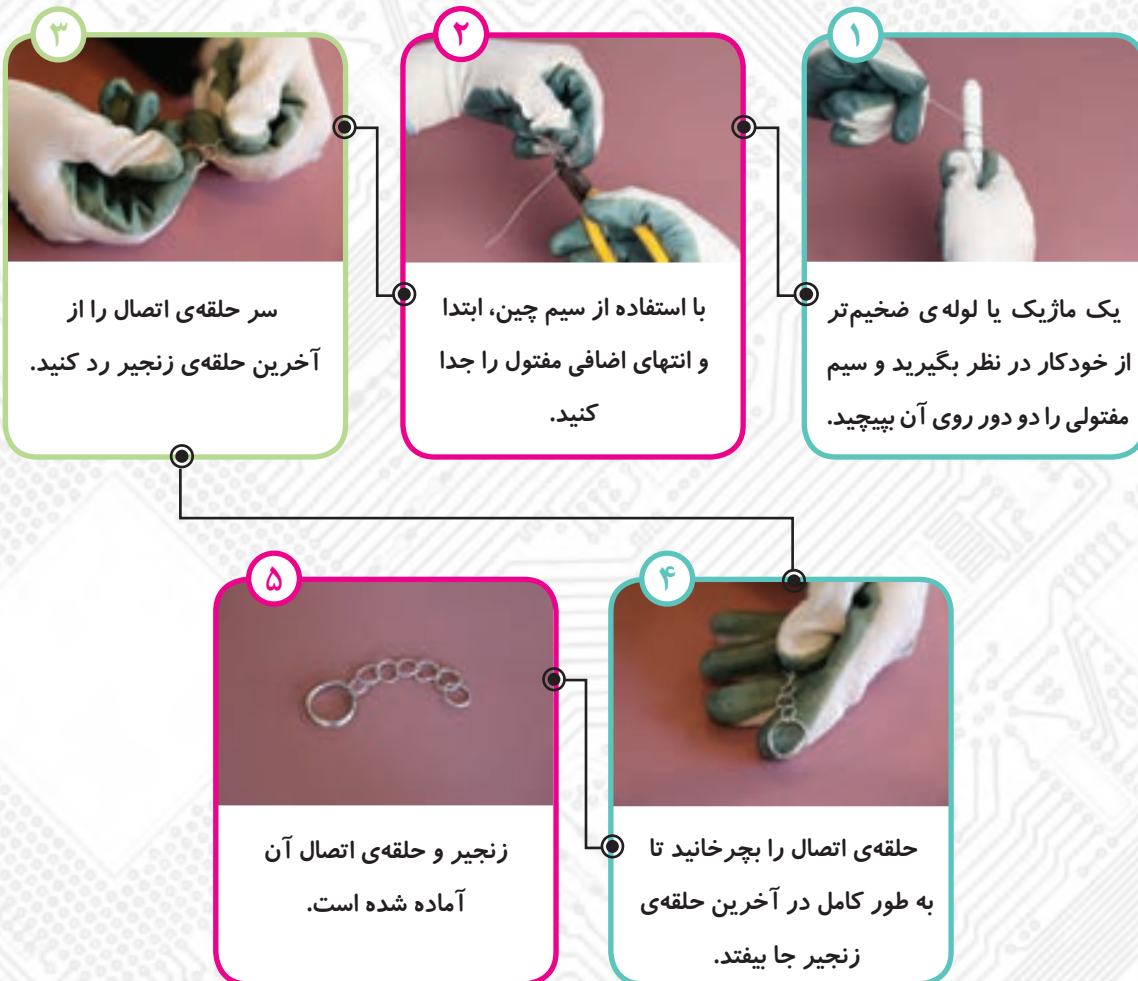 ۱
یک ماژیک یا لوله ی ضخیم‌تر
از خودکار در نظر بگیرید و سیم
مفتولی را دو دور روی آن بپیچید.
۲
با استفاده از سیم چین، ابتدا
و انتهای اضافی مفتول را جدا
کنید.
۳
سر حلقه‌ی اتصال را از
آخرین حلقه‌ی زنجیر رد کنید.
۴
حلقه‌ی اتصال را بچرخانید تا
به طور کامل در آخرین حلقه‌ی
زنجیر جا بیفتد.
۵
زنجیر و حلقه‌ی اتصال آن
آماده شده است.